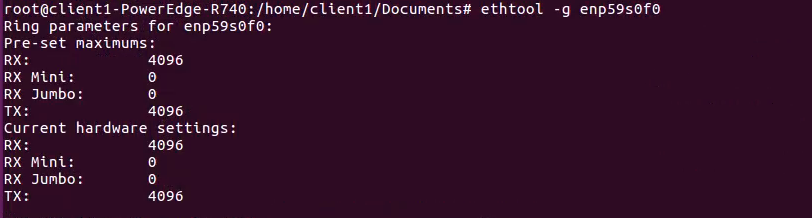 root@client1-PowerEdge-R740:/home/client1/Documents# ethtool -g enp59s0f0
Ring parameters for enp59s0f0:
Pre-set maximums:
RX:             4096
RX Mini:        0
RX Jumbo:       0
TX:             4096
Current hardware settings:
RX:             4096
RX Mini:        0
RX Jumbo:       0
TX:             4096